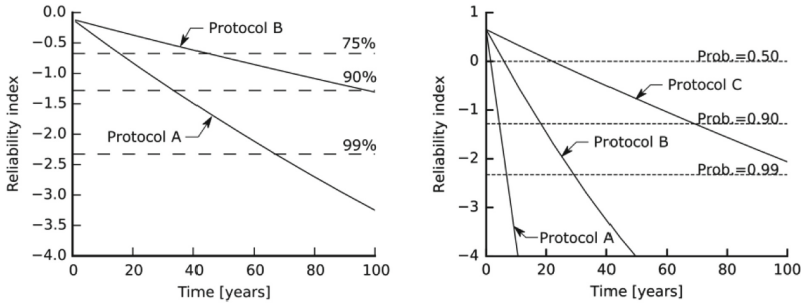 0.0
−0.5
−1.0
−1.5
−2.0
−2.5
−3.0
−3.5
−4.0
Reliability index
0 20 40 60 80 100
Time [years]
Protocol B
75%
90%
Protocol A
99%
1
0
−1
−2
−3
−4
Reliability index
0 20 40 60 80 100
Time [years]
Prob.=0.50
Protocol C
Prob.=0.90
Protocol B
Prob.=0.99
Protocol A